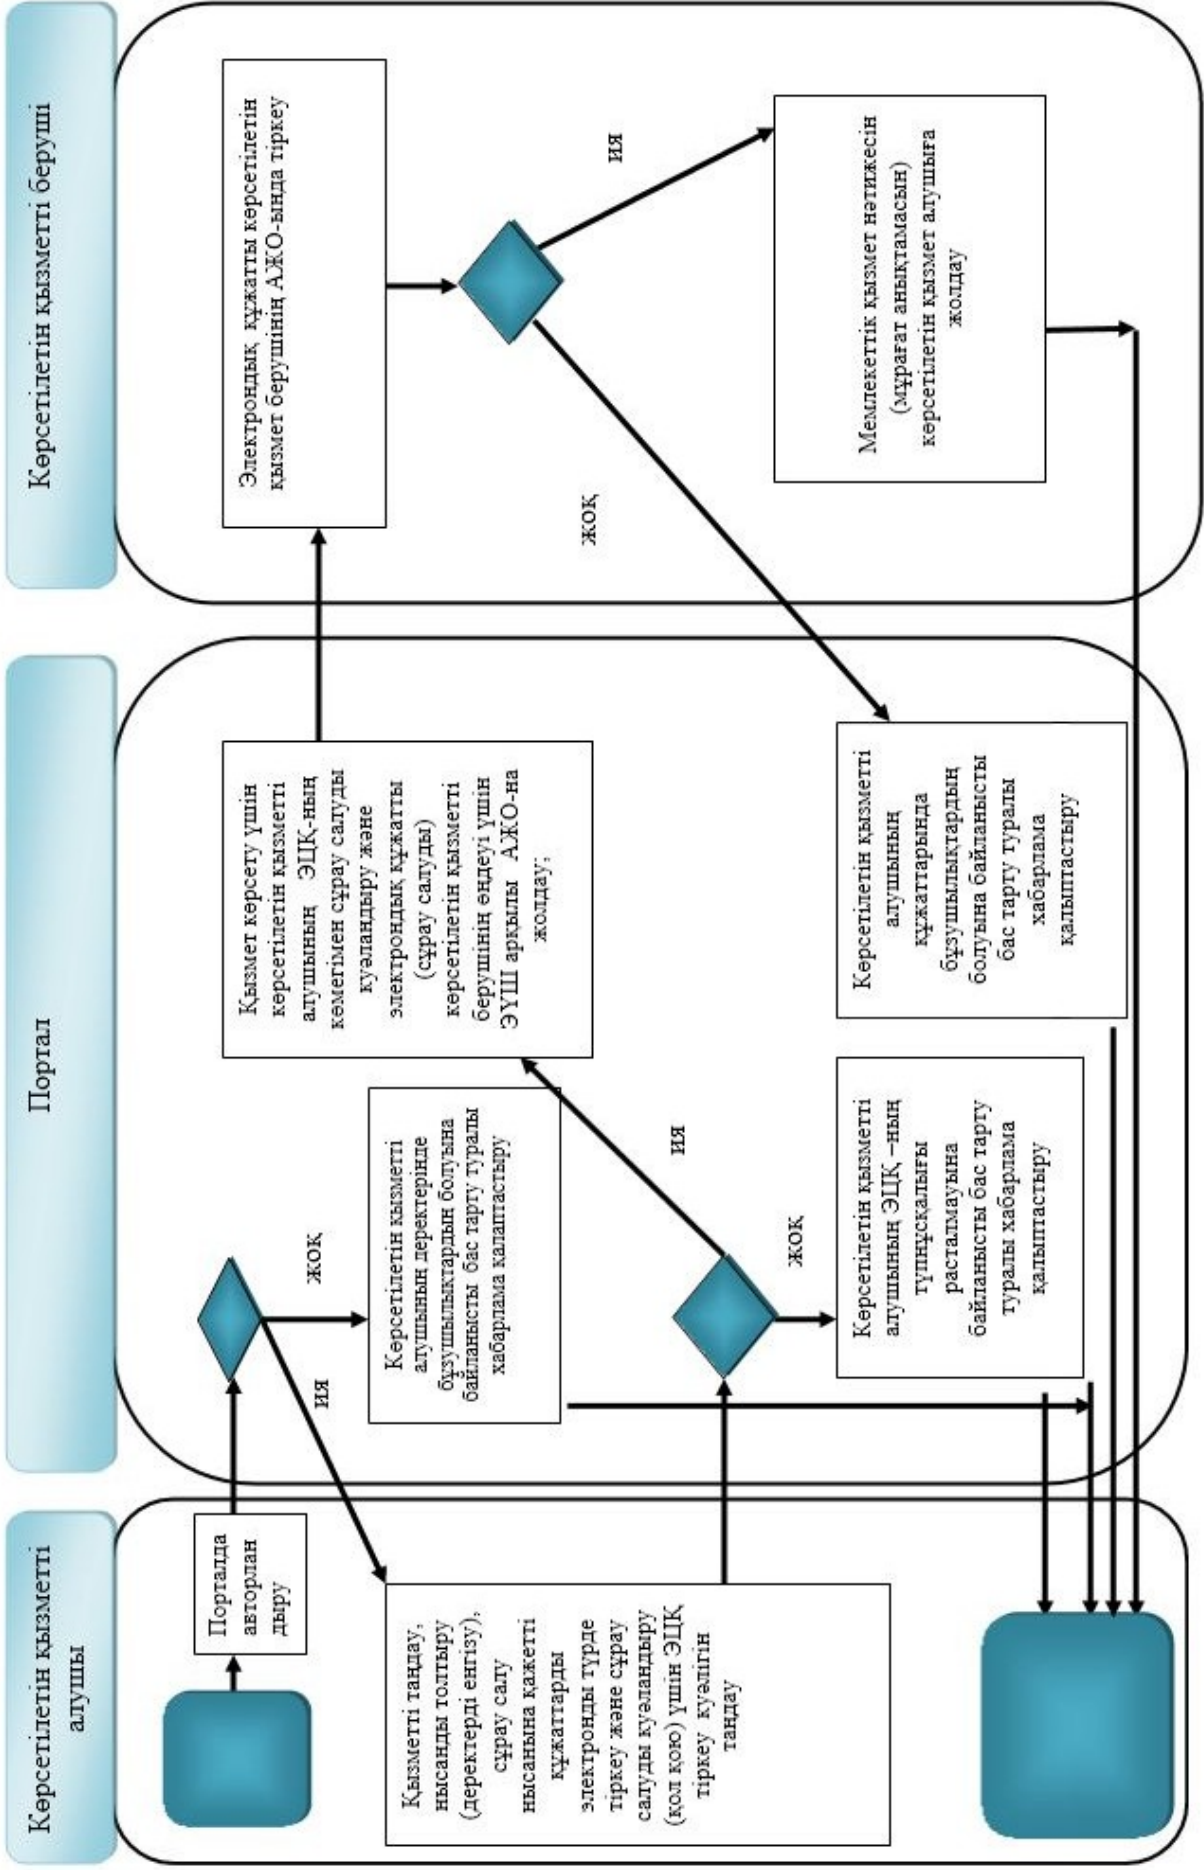 Көрсетілетін қызметті
алушы
Портал
Көрсетілетін қызметті беруші
Порталда
авторлан
дыру
Қызметті таңдау,
нысанды толтыру
(деректерді енгізу),
сұрау салу
нысанына қажетті
құжаттарды
электронды түрде
тіркеу және сұрау
салуды куәландыру
(қол қою) үшін ЭЦҚ
тіркеу куәлігін
таңдау
ИЯ
ЖОҚ
Көрсетілетін қызметті
алушының деректерінде
бұзушылықтардың болуына
байланысты бас тарту туралы
хабарлама қалаптастыру
ИЯ
ЖОҚ
Көрсетілетін қызметті
алушының ЭЦҚ –ның
түпнұсқалығы
расталмауына
байланысты бас тарту
туралы хабарлама
қалыптастыру
Қызмет көрсету үшін
көрсетілетін қызметті
алушының ЭЦҚ-ның
көмегімен сұрау салуды
куәландыру және
электрондық құжатты
(сұрау салуды)
көрсетілетін қызметті
берушінің өңдеуі үшін
ЭҮШ арқылы АЖО-на
жолдау;
Көрсетілетін қызметті
алушының
құжаттарында
бұзушылықтардың
болуына байланысты
бас тарту туралы
хабарлама
қалыптастыру
Электрондық құжатты көрсетілетін
қызмет берушінің АЖО-ында тіркеу
ЖОҚ
ИЯ
Мемлекеттік қызмет нәтижесін
(мұрағат анықтамасын)
көрсетілетін қызмет алушыға
жолдау